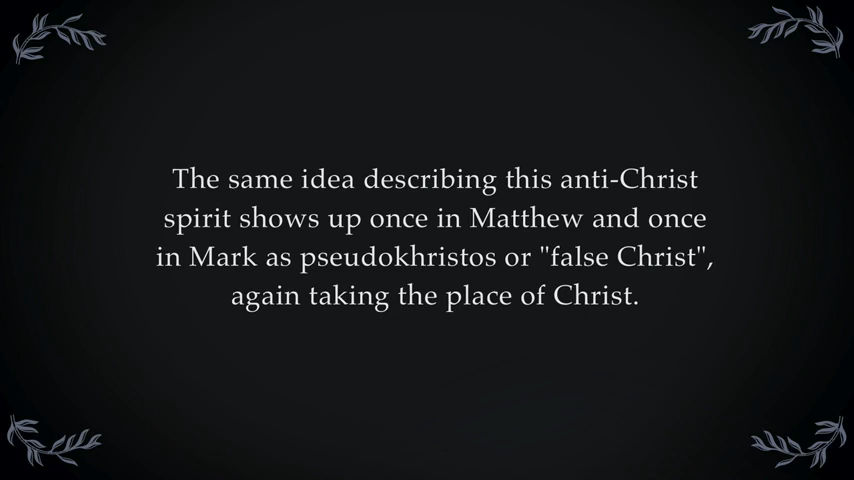 The same idea describing this anti-Christ
spirit shows up once in Matthew and once
in Mark as pseudokhristos or "false Christ",
again taking the place of Christ.